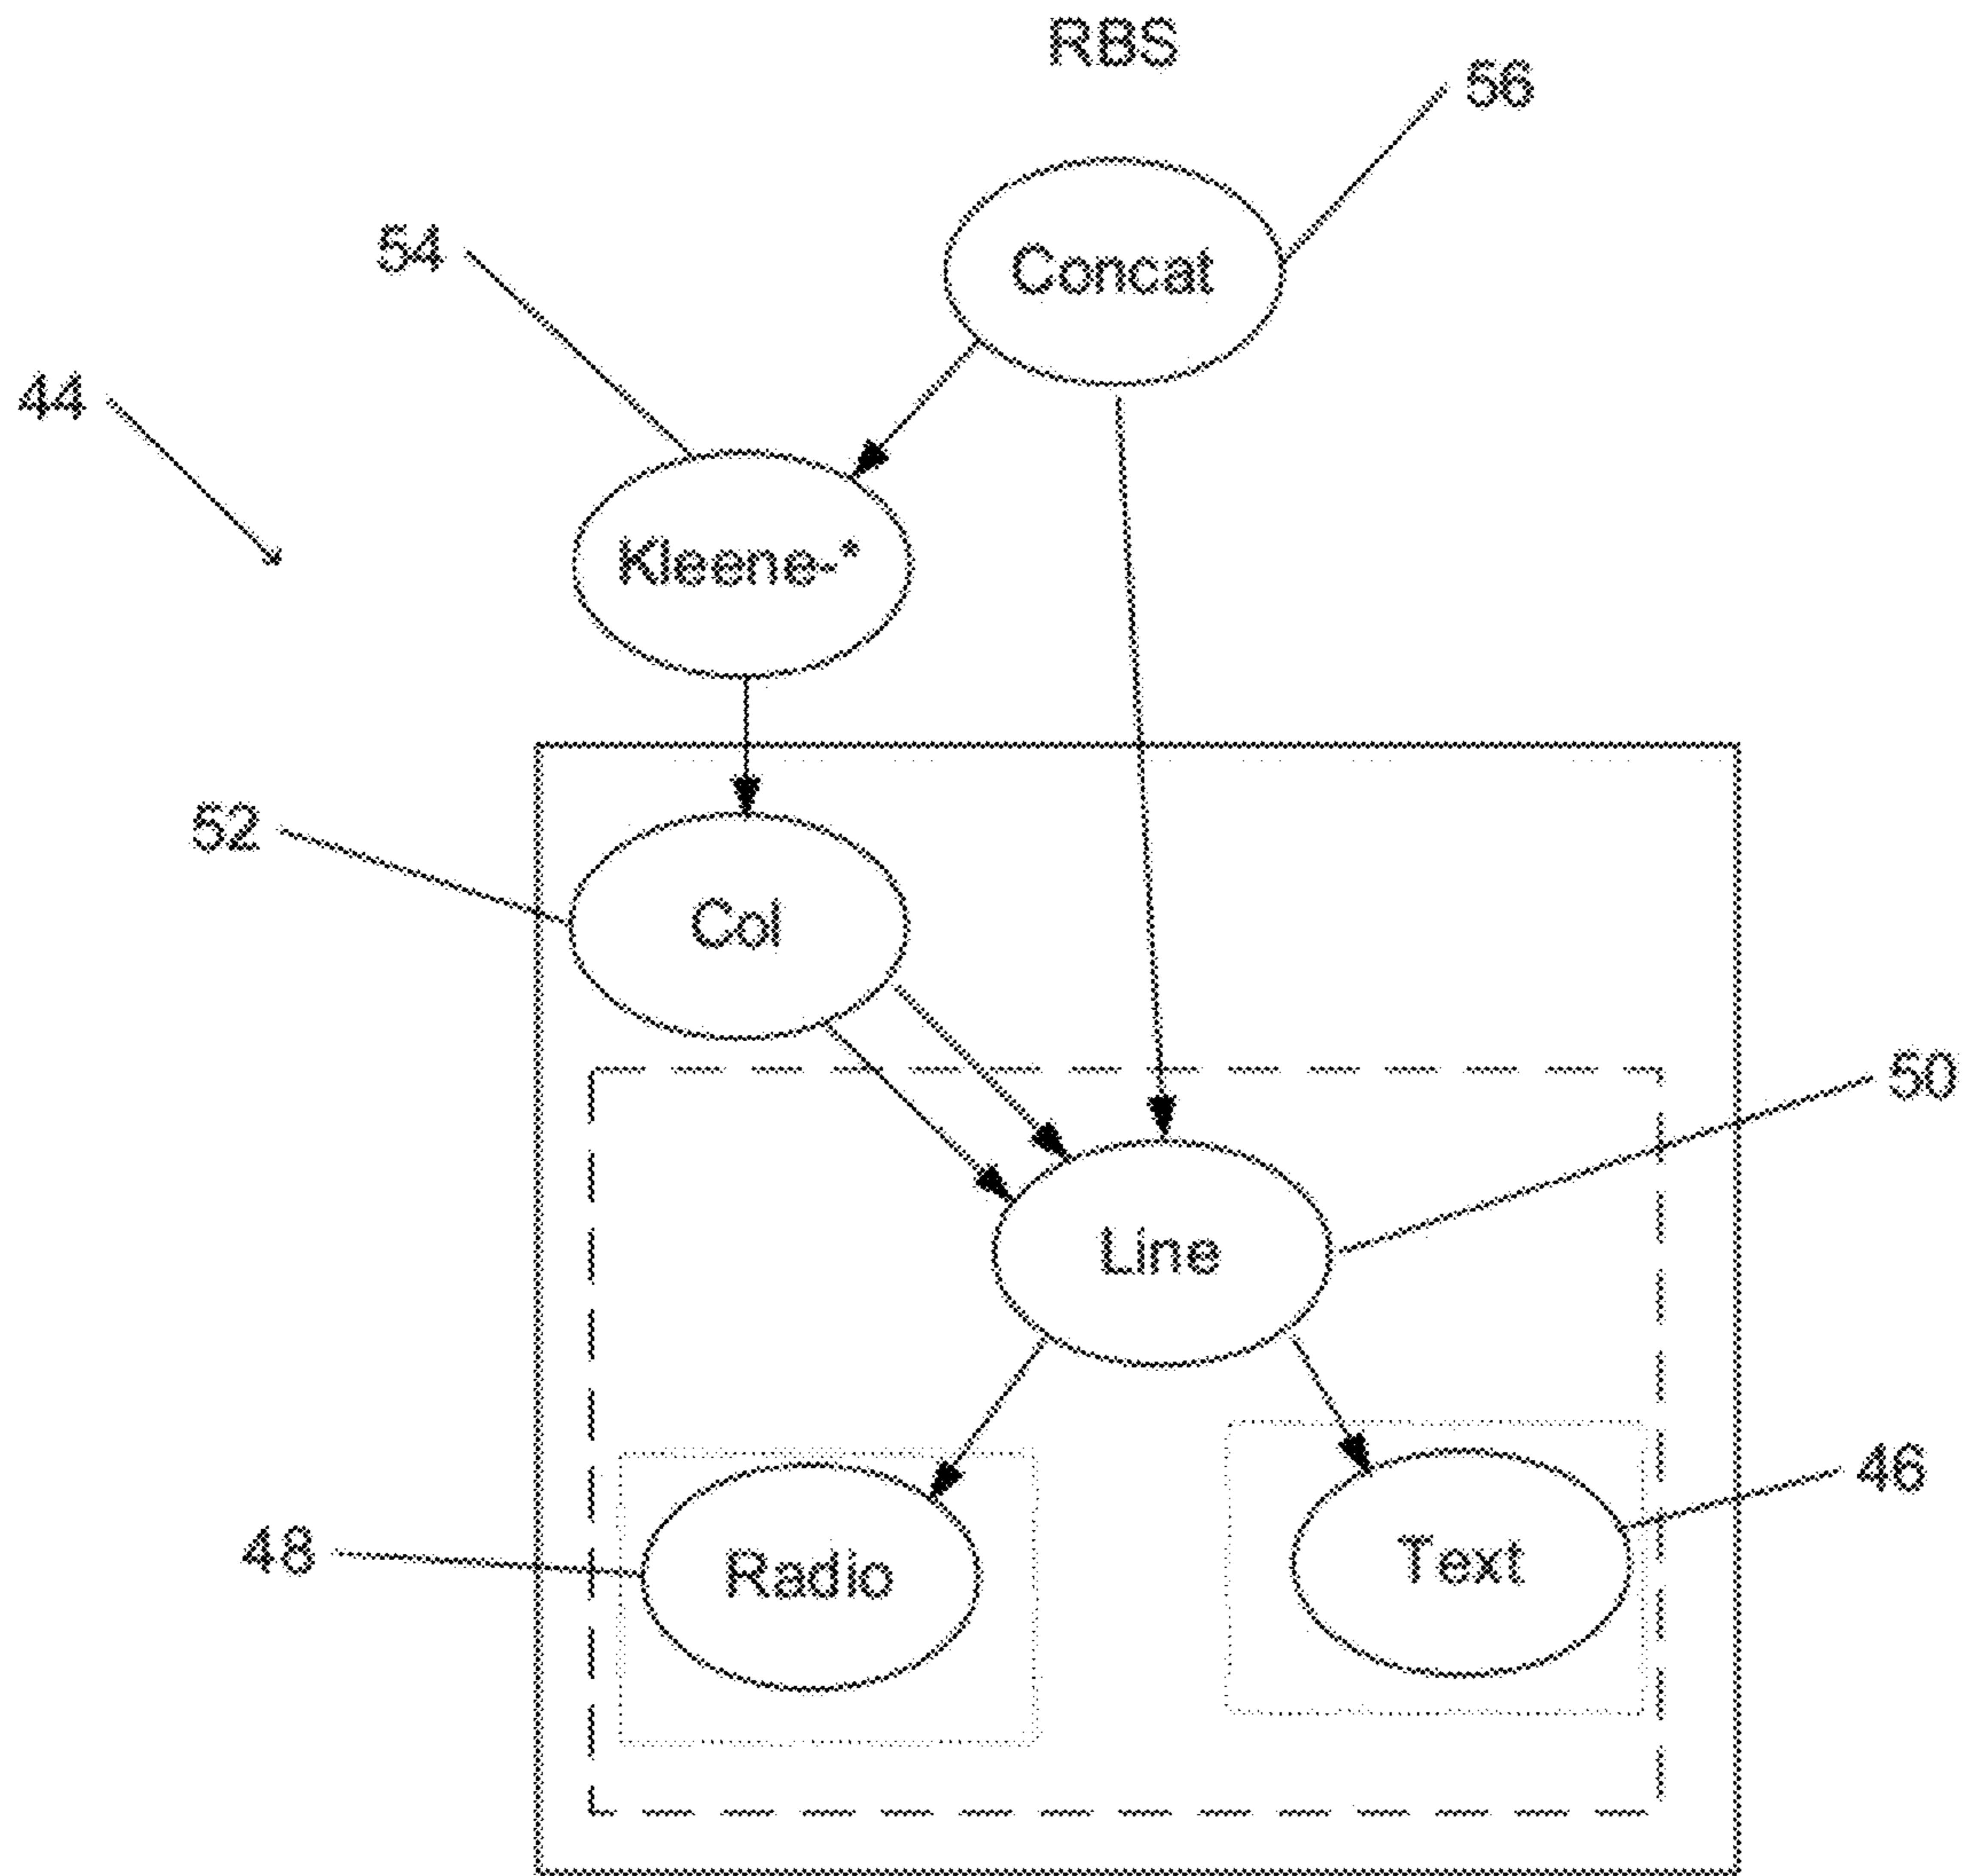 RBS
56
Concat
54
44
Kleene-*
52
Col
50
Line
46
48
Radio
Text